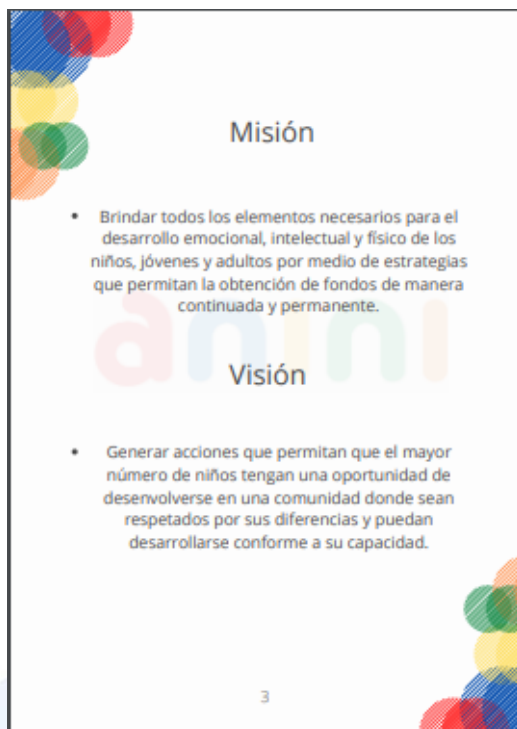 Misión
• Brindar todos los elementos necesarios para el
desarrollo emocional, intelectual y físico de los
niños, jóvenes y adultos por medio de estrategias
que permitan la obtención de fondos de manera
continuada y permanente.
anini
Visión
• Generar acciones que permitan que el mayor
número de niños tengan una oportunidad de
desenvolverse en una comunidad donde sean
respetados por sus diferencias y puedan
desarrollarse conforme a su capacidad.
3